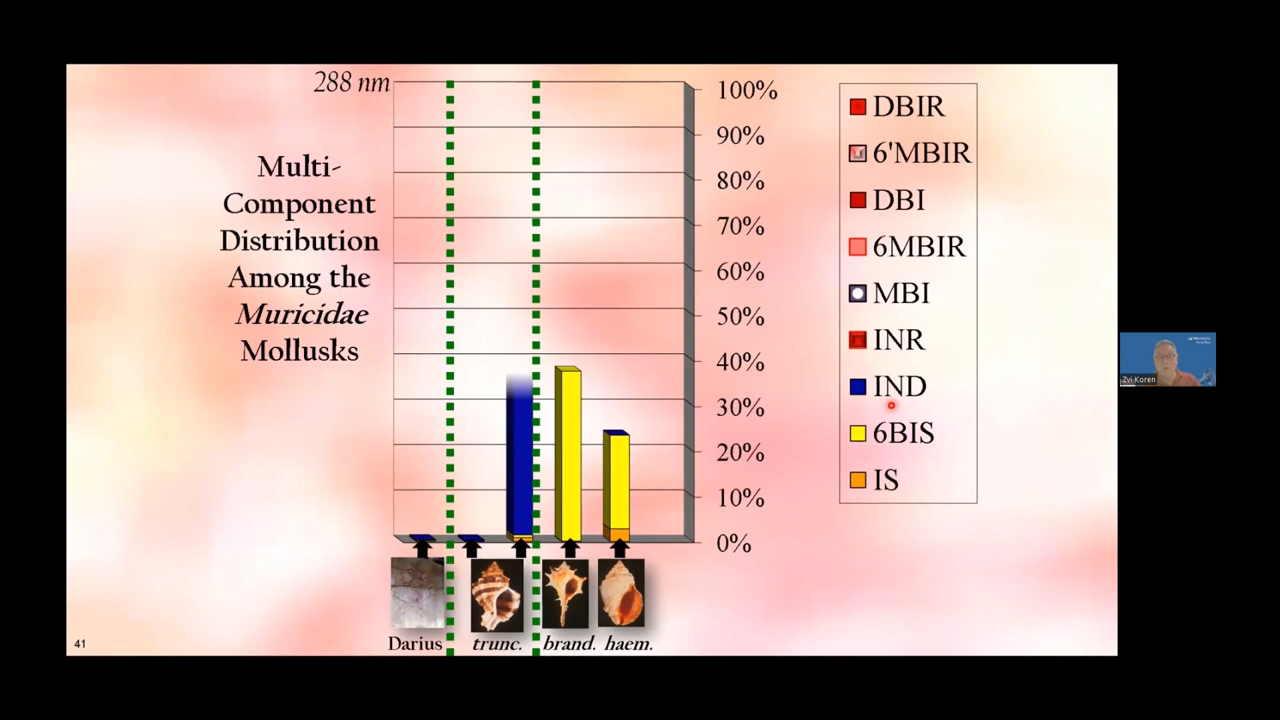 288 nm
Multi-
Component
Distribution
Among the
Muricidae
Mollusks
100%
90%
80%
70%
60%
50%
40%
30%
20%
10%
0%
DBIR
6'MBIR
DBI
6MBIR
MBI
INR
IND
6BIS
IS
Darius
trunc.
brand.
haem.
41
Zvi Koren